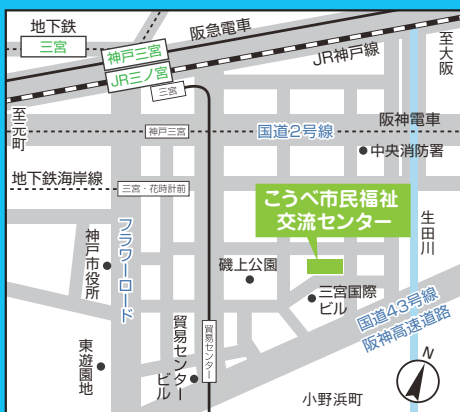 地下鉄
三宮
神戸三宮
JR三ノ宮
三宮
阪急電車
JR神戸線
至大阪
至元町
神戸三宮
国道2号線
阪神電車
中央消防署
地下鉄海岸線
三宮・花時計前
こうべ市民福祉
交流センター
フラワーロード
神戸市役所
磯上公園
生田川
三宮国際
ビル
国道43号線
阪神高速道路
貿易センター
貿易センター
ビル
東遊園地
小野浜町
N